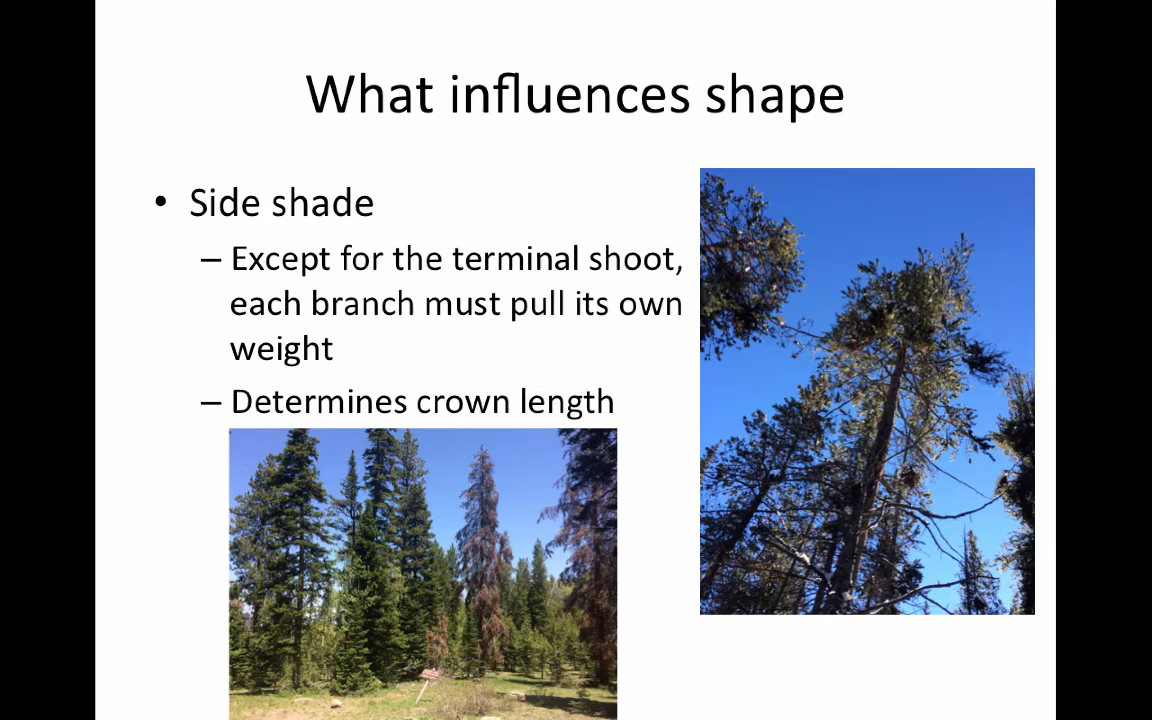 What influences shape
• Side shade
– Except for the terminal shoot,
each branch must pull its own
weight
– Determines crown length